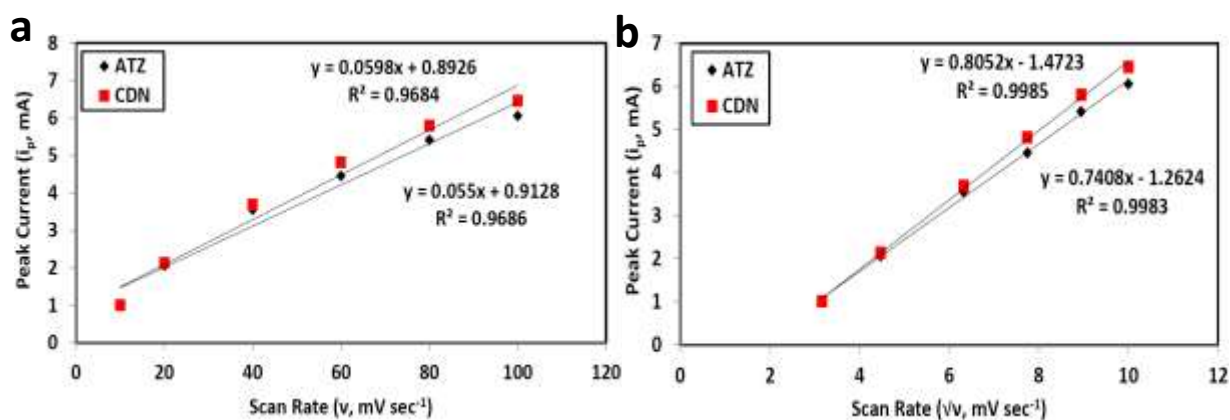 a
8
7
6
5
4
3
2
1
0
0 20 40 60 80 100 120
Peak Current (iₚ, mA)
Scan Rate (v, mV sec⁻¹)
ATZ
CDN
y = 0.0598x + 0.8926
R² = 0.9684
y = 0.055x + 0.9128
R² = 0.9686
b
7
6
5
4
3
2
1
0
0 2 4 6 8 10 12
Peak Current (iₚ, mA)
Scan Rate (√v, mV sec⁻¹)
ATZ
CDN
y = 0.8052x - 1.4723
R² = 0.9985
y = 0.7408x - 1.2624
R² = 0.9983